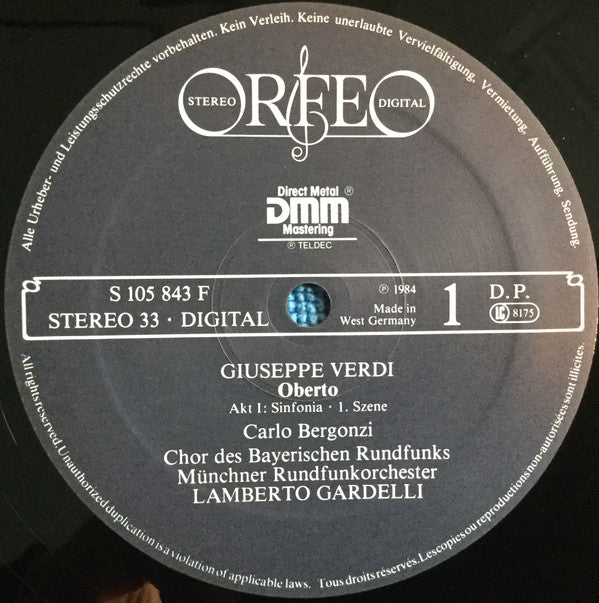 Alle Urheber- und Leistungsschutzrechte vorbehalten. Kein Verleih. Keine unerlaubte Vervielfältigung, Vermietung, Aufführung, Sendung.
STEREO ORFEO DIGITAL
Direct Metal ®
DMM
Mastering
® TELDEC
S 105 843 F
STEREO 33 · DIGITAL
℗ 1984
Made in
West Germany
1
D.P.
LC 8175
GIUSEPPE VERDI
Oberto
Akt I: Sinfonia · 1. Szene
Carlo Bergonzi
Chor des Bayerischen Rundfunks
Münchner Rundfunkorchester
LAMBERTO GARDELLI
All rights reserved. Unauthorized duplication is a violation of applicable laws. Tous droits réservés. Les copies ou reproductions non-autorisées sont illicites.